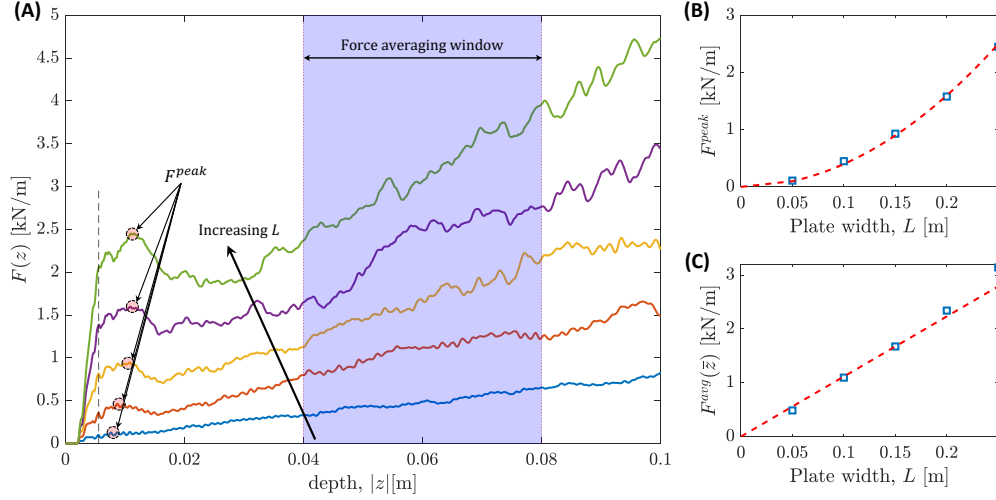 (A)
F(z) [kN/m]
5
4.5
4
3.5
3
2.5
2
1.5
1
0.5
0
Force averaging window
F^{peak}
Increasing L
0 0.02 0.04 0.06 0.08 0.1
depth, |z|[m]
(B)
F^{peak} [kN/m]
3
2
1
0
0 0.05 0.1 0.15 0.2
Plate width, L [m]
(C)
F^{avg}(z̄) [kN/m]
3
2
1
0
0 0.05 0.1 0.15 0.2
Plate width, L [m]